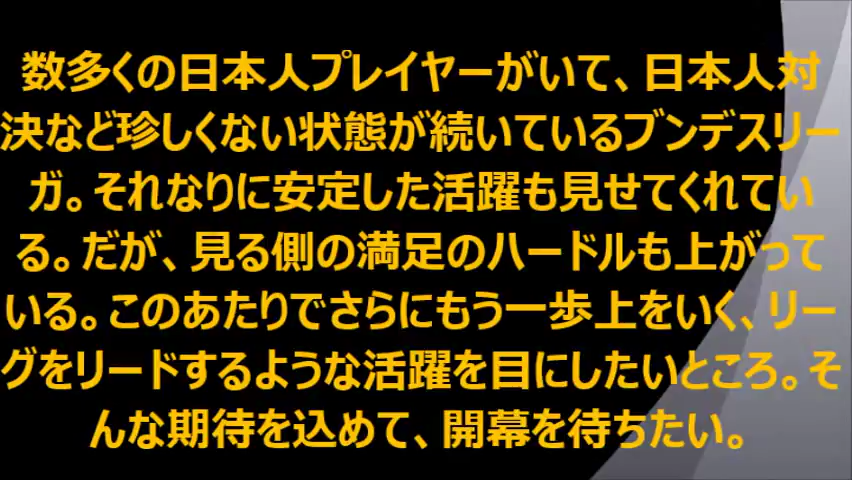 数多くの日本人プレイヤーがいて、日本人対
決など珍しくない状態が続いているブンデスリー
ガ。それなりに安定した活躍も見せてくれてい
る。だが、見る側の満足のハードルも上がって
いる。このあたりでさらにもう一歩上をいく、リー
グをリードするような活躍を目にしたいところ。そ
んな期待を込めて、開幕を待ちたい。